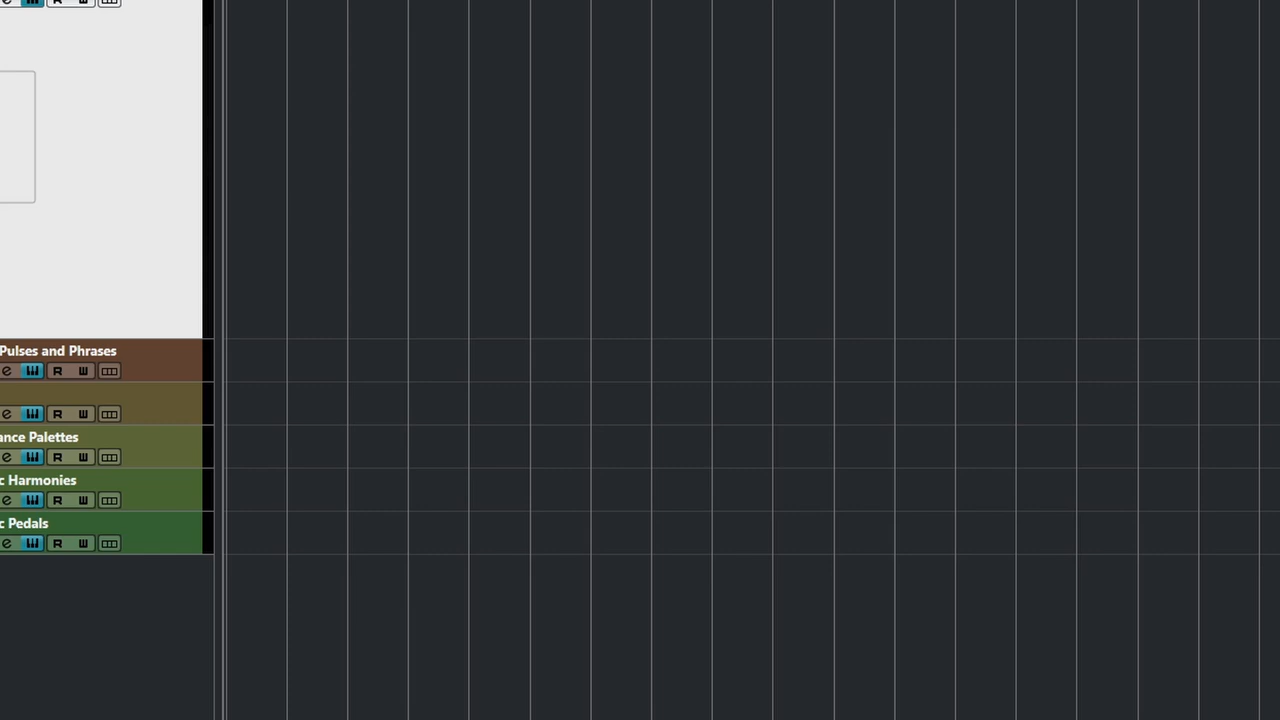 e R W
Pulses and Phrases
e R W
e R W
ance Palettes
e R W
c Harmonies
e R W
c Pedals
e R W